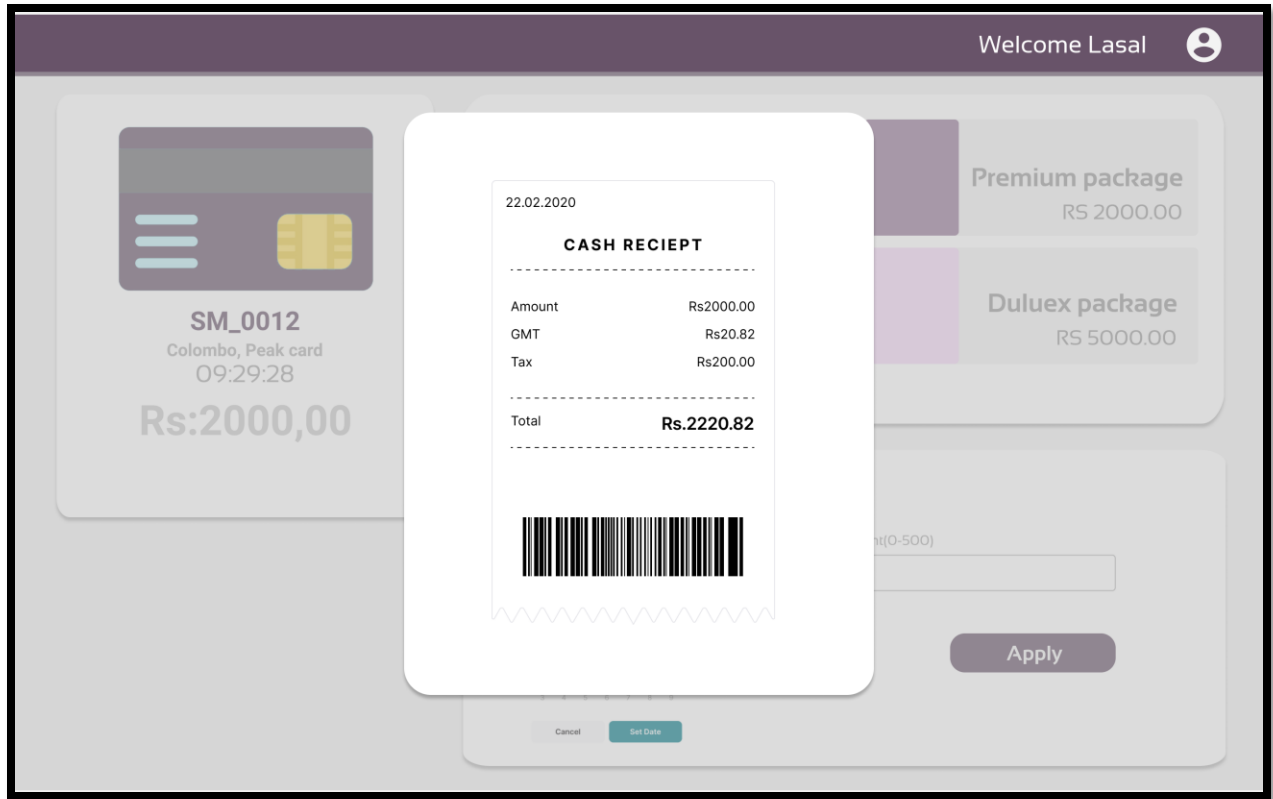 Welcome Lasal
SM_0012
Colombo, Peak card
09:29:28
Rs:2000,00
22.02.2020
CASH RECIEPT
Amount Rs2000.00
GMT Rs20.82
Tax Rs200.00
Total Rs.2220.82
Premium package
RS 2000.00
Duluex package
RS 5000.00
(0-500)
Apply
Cancel Set Date